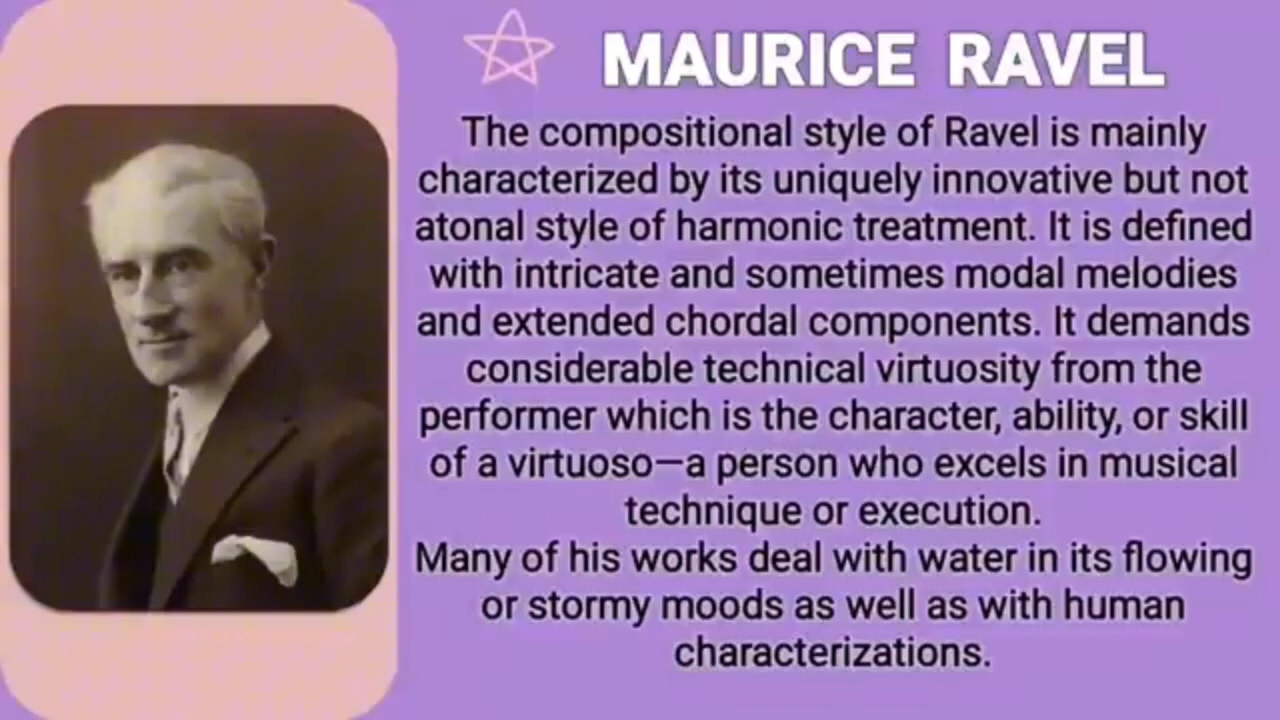 MAURICE RAVEL
The compositional style of Ravel is mainly
characterized by its uniquely innovative but not
atonal style of harmonic treatment. It is defined
with intricate and sometimes modal melodies
and extended chordal components. It demands
considerable technical virtuosity from the
performer which is the character, ability, or skill
of a virtuoso—a person who excels in musical
technique or execution.
Many of his works deal with water in its flowing
or stormy moods as well as with human
characterizations.